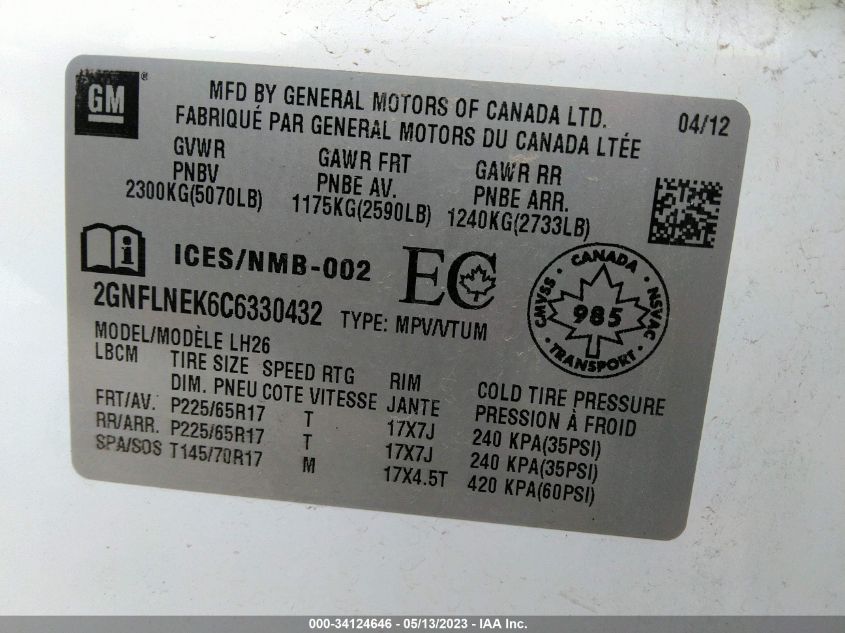 GM ®
MFD BY GENERAL MOTORS OF CANADA LTD. 04/12
FABRIQUÉ PAR GENERAL MOTORS DU CANADA LTÉE
GVWR GAWR FRT GAWR RR
PNBV PNBE AV. PNBE ARR.
2300KG(5070LB) 1175KG(2590LB) 1240KG(2733LB)
i ICES/NMB-002 EC
CANADA
CMVSS 985 NSVAC
TRANSPORT
2GNFLNEK6C6330432 TYPE: MPV/VTUM
MODEL/MODÈLE LH26
LBCM TIRE SIZE SPEED RTG RIM COLD TIRE PRESSURE
DIM. PNEU COTE VITESSE JANTE PRESSION À FROID
FRT/AV. P225/65R17 T 17X7J 240 KPA(35PSI)
RR/ARR. P225/65R17 T 17X7J 240 KPA(35PSI)
SPA/SOS T145/70R17 M 17X4.5T 420 KPA(60PSI)
000-34124646 - 05/13/2023 - IAA Inc.